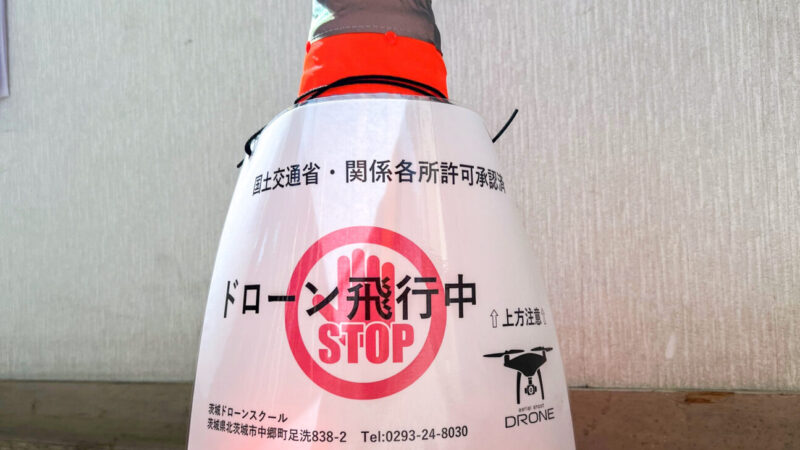 国土交通省・関係各所許可承認済
ドローン飛行中
STOP
⇧上方注意⇧
aerial shoot
DRONE
茨城ドローンスクール
茨城県北茨城市中郷町足洗838-2　Tel:0293-24-8030